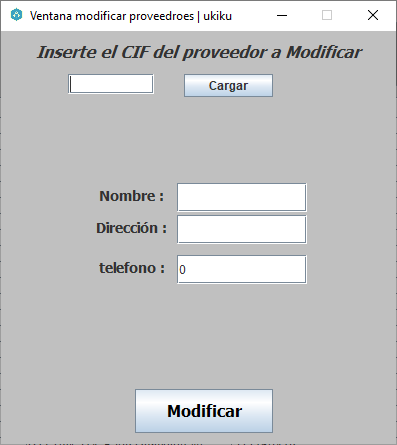 Ventana modificar proveedroes | ukiku
Inserte el CIF del proveedor a Modificar
Cargar
Nombre :
Dirección :
telefono : 0
Modificar